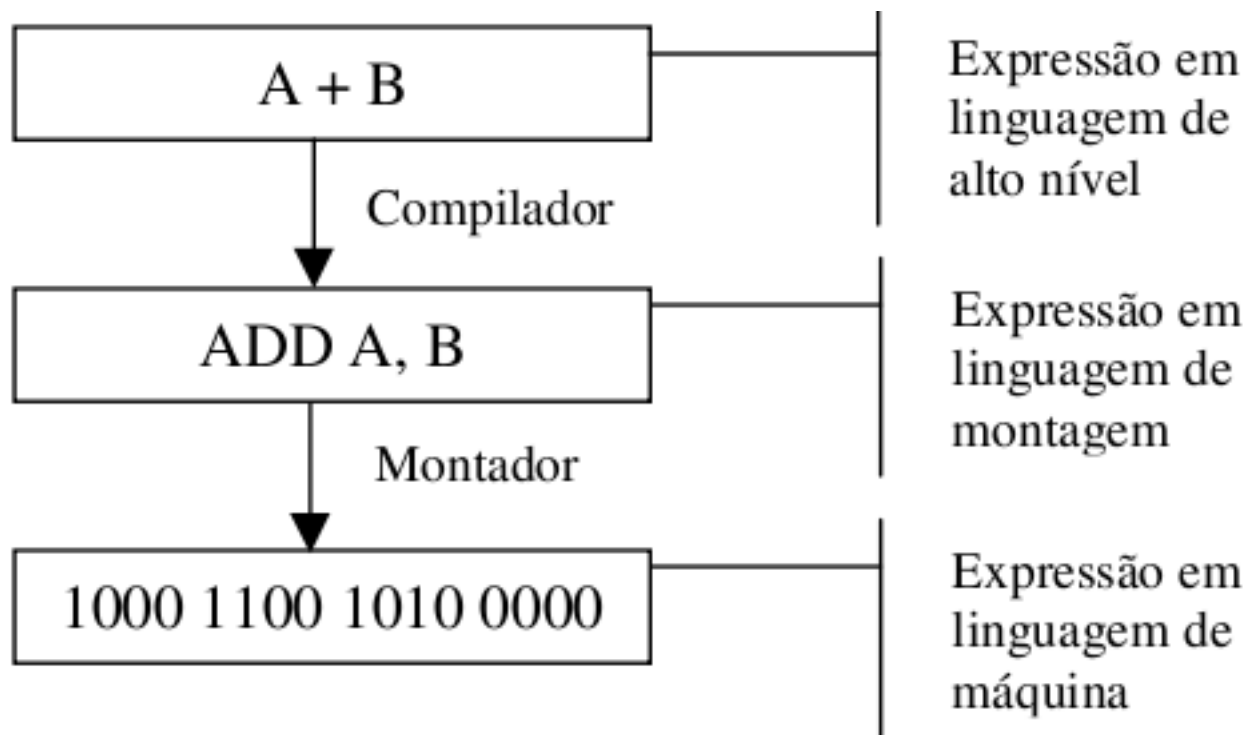 A + B
Expressão em
linguagem de
alto nível
Compilador
ADD A, B
Expressão em
linguagem de
montagem
Montador
1000 1100 1010 0000
Expressão em
linguagem de
máquina